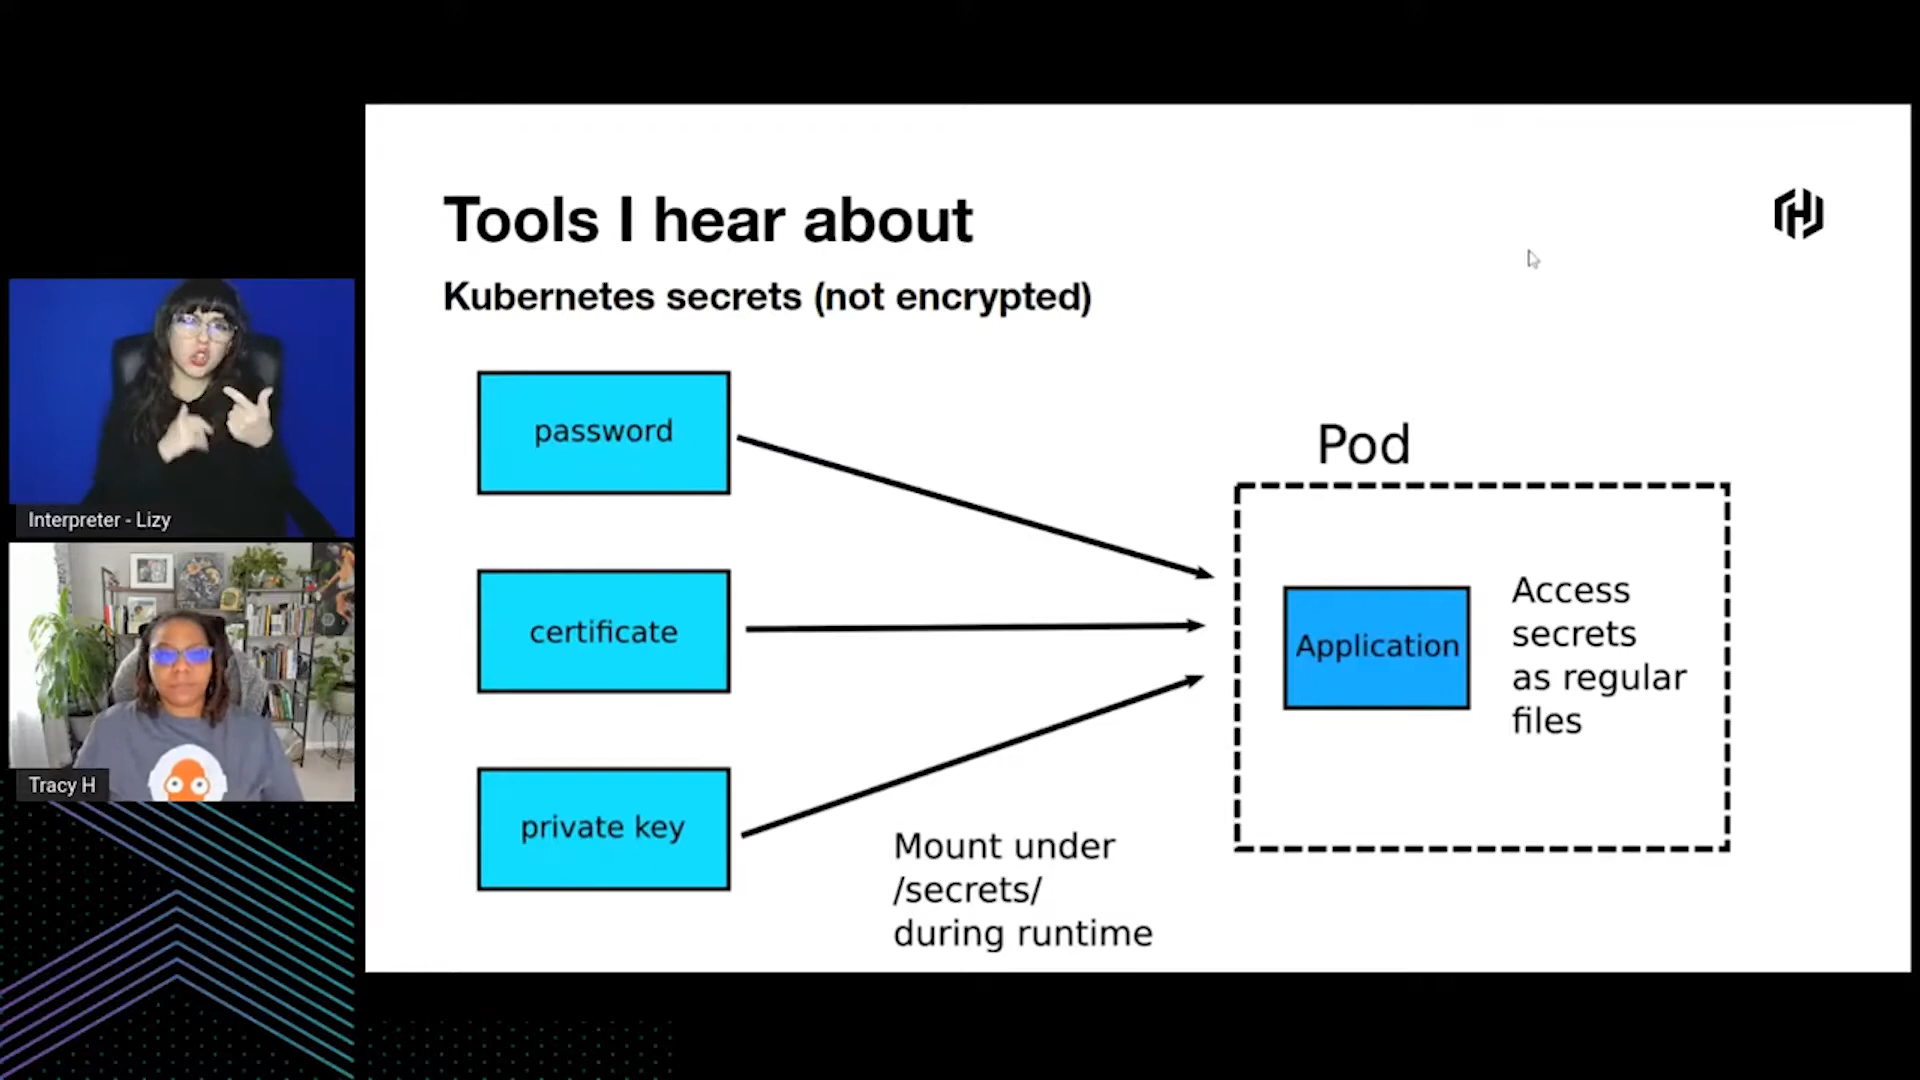 Tools I hear about
Kubernetes secrets (not encrypted)
password
certificate
private key
Mount under
/secrets/
during runtime
Pod
Application
Access
secrets
as regular
files
Interpreter - Lizy
Tracy H